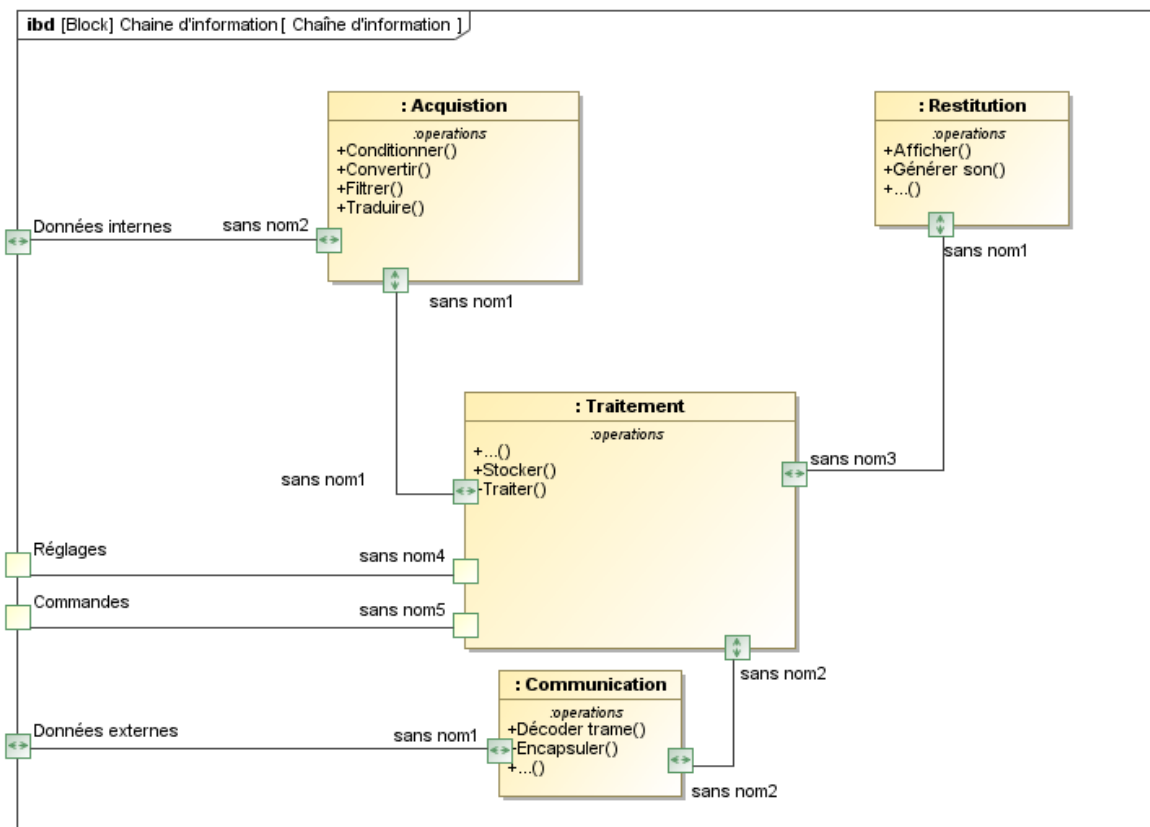 ibd [Block] Chaine d'information [ Chaîne d'information ]
: Acquistion
:operations
+Conditionner()
+Convertir()
+Filtrer()
+Traduire()
: Restitution
:operations
+Afficher()
+Générer son()
+...()
Données internes
sans nom2
sans nom1
sans nom1
: Traitement
:operations
+...()
+Stocker()
+Traiter()
sans nom1
sans nom3
Réglages
sans nom4
Commandes
sans nom5
sans nom2
: Communication
:operations
+Décoder trame()
+Encapsuler()
+...()
Données externes
sans nom1
sans nom2